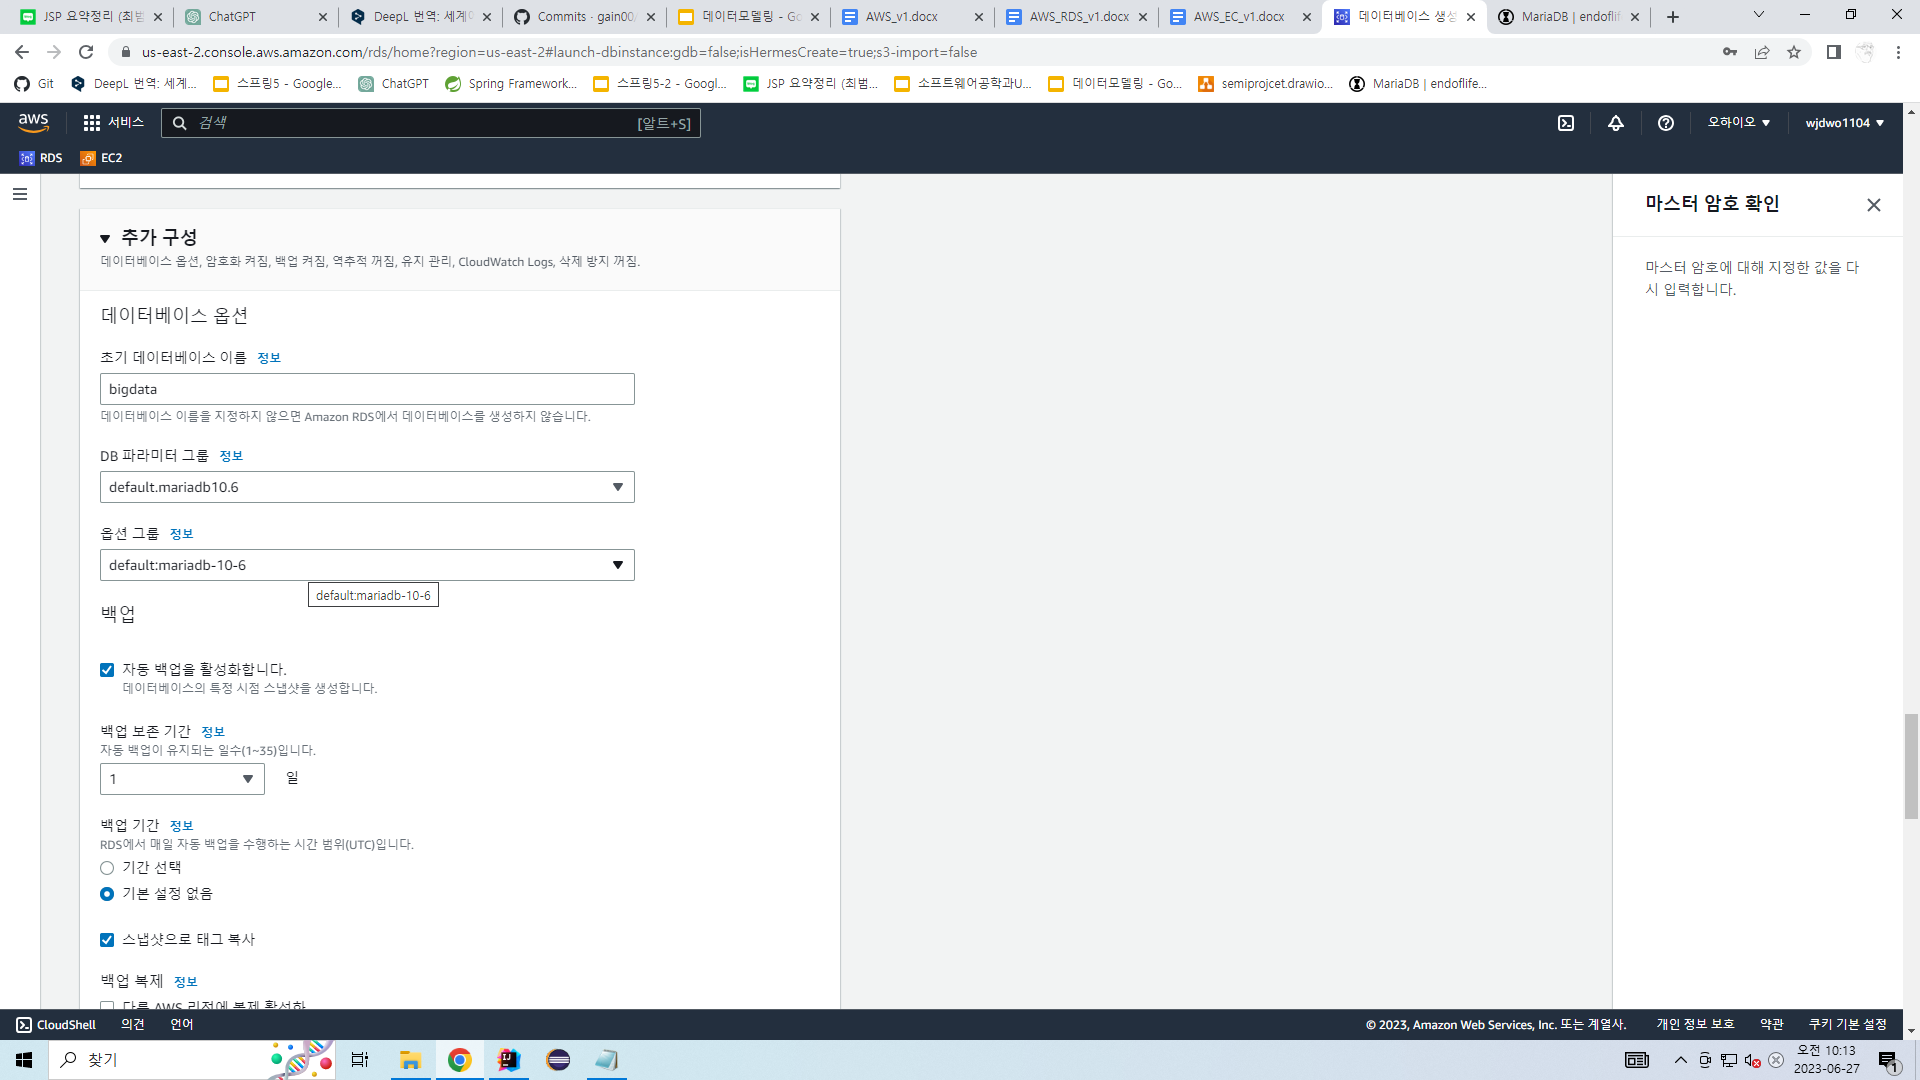 JSP 요약정리 (최범
ChatGPT
DeepL 번역: 세계
Commits · gain00/
데이터모델링 - Go
AWS_v1.docx
AWS_RDS_v1.docx
AWS_EC_v1.docx
데이터베이스 생성
MariaDB | endoflif
us-east-2.console.aws.amazon.com/rds/home?region=us-east-2#launch-dbinstance:gdb=false;isHermesCreate=true;s3-import=false
Git
DeepL 번역: 세계...
스프링5 - Google...
ChatGPT
Spring Framework...
스프링5-2 - Googl...
JSP 요약정리 (최범...
소프트웨어공학과U...
데이터모델링 - Go...
semiprojcet.drawio...
MariaDB | endoflife...
aws
서비스
검색
[알트+S]
오하이오
wjdwo1104
RDS
EC2
추가 구성
데이터베이스 옵션, 암호화 켜짐, 백업 켜짐, 역추적 꺼짐, 유지 관리, CloudWatch Logs, 삭제 방지 꺼짐.
데이터베이스 옵션
초기 데이터베이스 이름 정보
bigdata
데이터베이스 이름을 지정하지 않으면 Amazon RDS에서 데이터베이스를 생성하지 않습니다.
DB 파라미터 그룹 정보
default.mariadb10.6
옵션 그룹 정보
default:mariadb-10-6
default:mariadb-10-6
백업
자동 백업을 활성화합니다.
데이터베이스의 특정 시점 스냅샷을 생성합니다.
백업 보존 기간 정보
자동 백업이 유지되는 일수(1~35)입니다.
1
일
백업 기간 정보
RDS에서 매일 자동 백업을 수행하는 시간 범위(UTC)입니다.
기간 선택
기본 설정 없음
스냅샷으로 태그 복사
백업 복제 정보
다른 AWS 리전에 복제 활성화
마스터 암호 확인
마스터 암호에 대해 지정한 값을 다
시 입력합니다.
CloudShell
의견
언어
© 2023, Amazon Web Services, Inc. 또는 계열사.
개인 정보 보호
약관
쿠키 기본 설정
찾기
오전 10:13
2023-06-27
1